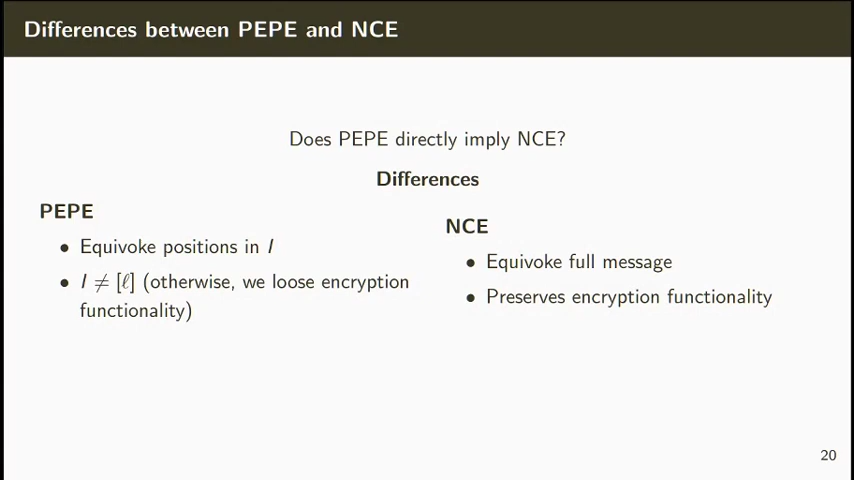 Differences between PEPE and NCE
Does PEPE directly imply NCE?
Differences
PEPE
• Equivoke positions in I
• I ≠ [ℓ] (otherwise, we loose encryption
functionality)
NCE
• Equivoke full message
• Preserves encryption functionality
20